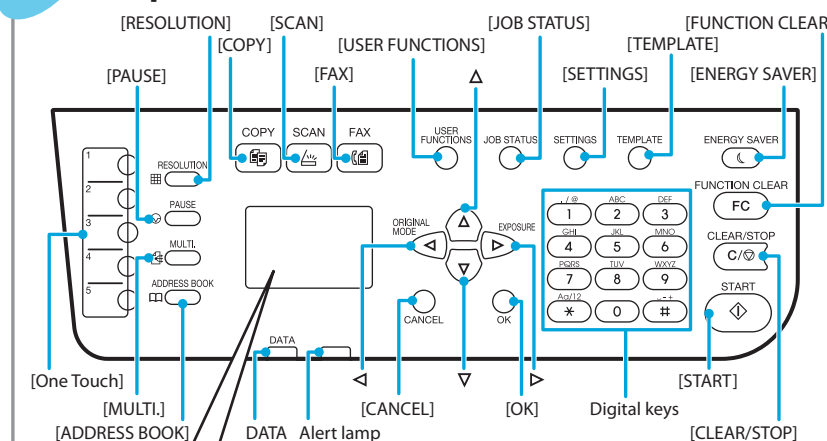 [RESOLUTION] [SCAN] [JOB STATUS] [FUNCTION CLEAR
[COPY] [USER FUNCTIONS] [TEMPLATE]
[PAUSE] [FAX] △ [SETTINGS] [ENERGY SAVER]
COPY SCAN FAX USER FUNCTIONS JOB STATUS SETTINGS TEMPLATE ENERGY SAVER
1 RESOLUTION
2 PAUSE
3 MULTI.
4 ADDRESS BOOK
5
ORIGINAL MODE
EXPOSURE
CANCEL
OK
DATA
. / @ ABC DEF
1 2 3
GHI JKL MNO
4 5 6
PQRS TUV WXYZ
7 8 9
Aa/12 - +
* 0 #
FUNCTION CLEAR
FC
CLEAR/STOP
C/
START
[One Touch] ◁ ▽ ▷ [START]
[MULTI.] [CANCEL] [OK] Digital keys
[ADDRESS BOOK] DATA Alert lamp [CLEAR/STOP]